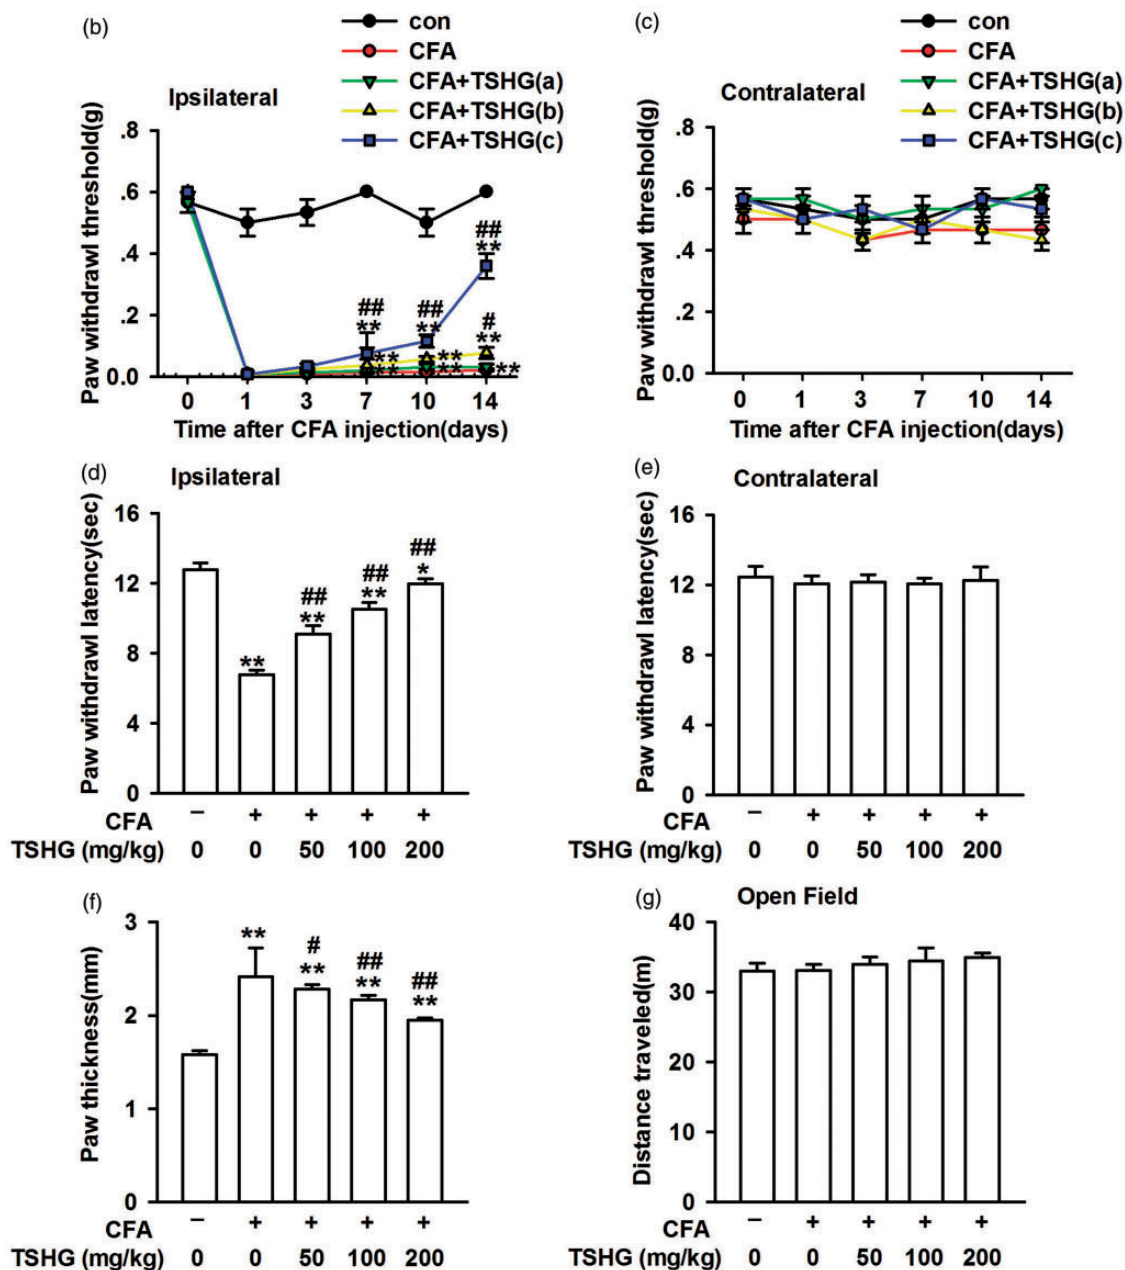 (b)
con
CFA
CFA+TSHG(a)
CFA+TSHG(b)
CFA+TSHG(c)
Ipsilateral
Paw withdrawl threshold(g)
.8
.6
.4
.2
0.0
##
**
##
**
##
**
#
**
**
**
**
**
**
0 1 3 7 10 14
Time after CFA injection(days)
(c)
con
CFA
CFA+TSHG(a)
CFA+TSHG(b)
CFA+TSHG(c)
Contralateral
Paw withdrawl threshold(g)
.8
.6
.4
.2
0.0
0 1 3 7 10 14
Time after CFA injection(days)
(d)
Ipsilateral
Paw withdrawl latency(sec)
16
12
8
4
0
**
##
**
##
**
##
*
CFA − + + + +
TSHG (mg/kg) 0 0 50 100 200
(e)
Contralateral
Paw withdrawl latency(sec)
16
12
8
4
0
CFA − + + + +
TSHG (mg/kg) 0 0 50 100 200
(f)
Paw thickness(mm)
3
2
1
0
**
#
**
##
**
##
**
CFA − + + + +
TSHG (mg/kg) 0 0 50 100 200
(g)
Open Field
Distance traveled(m)
40
30
20
10
0
CFA − + + + +
TSHG (mg/kg) 0 0 50 100 200